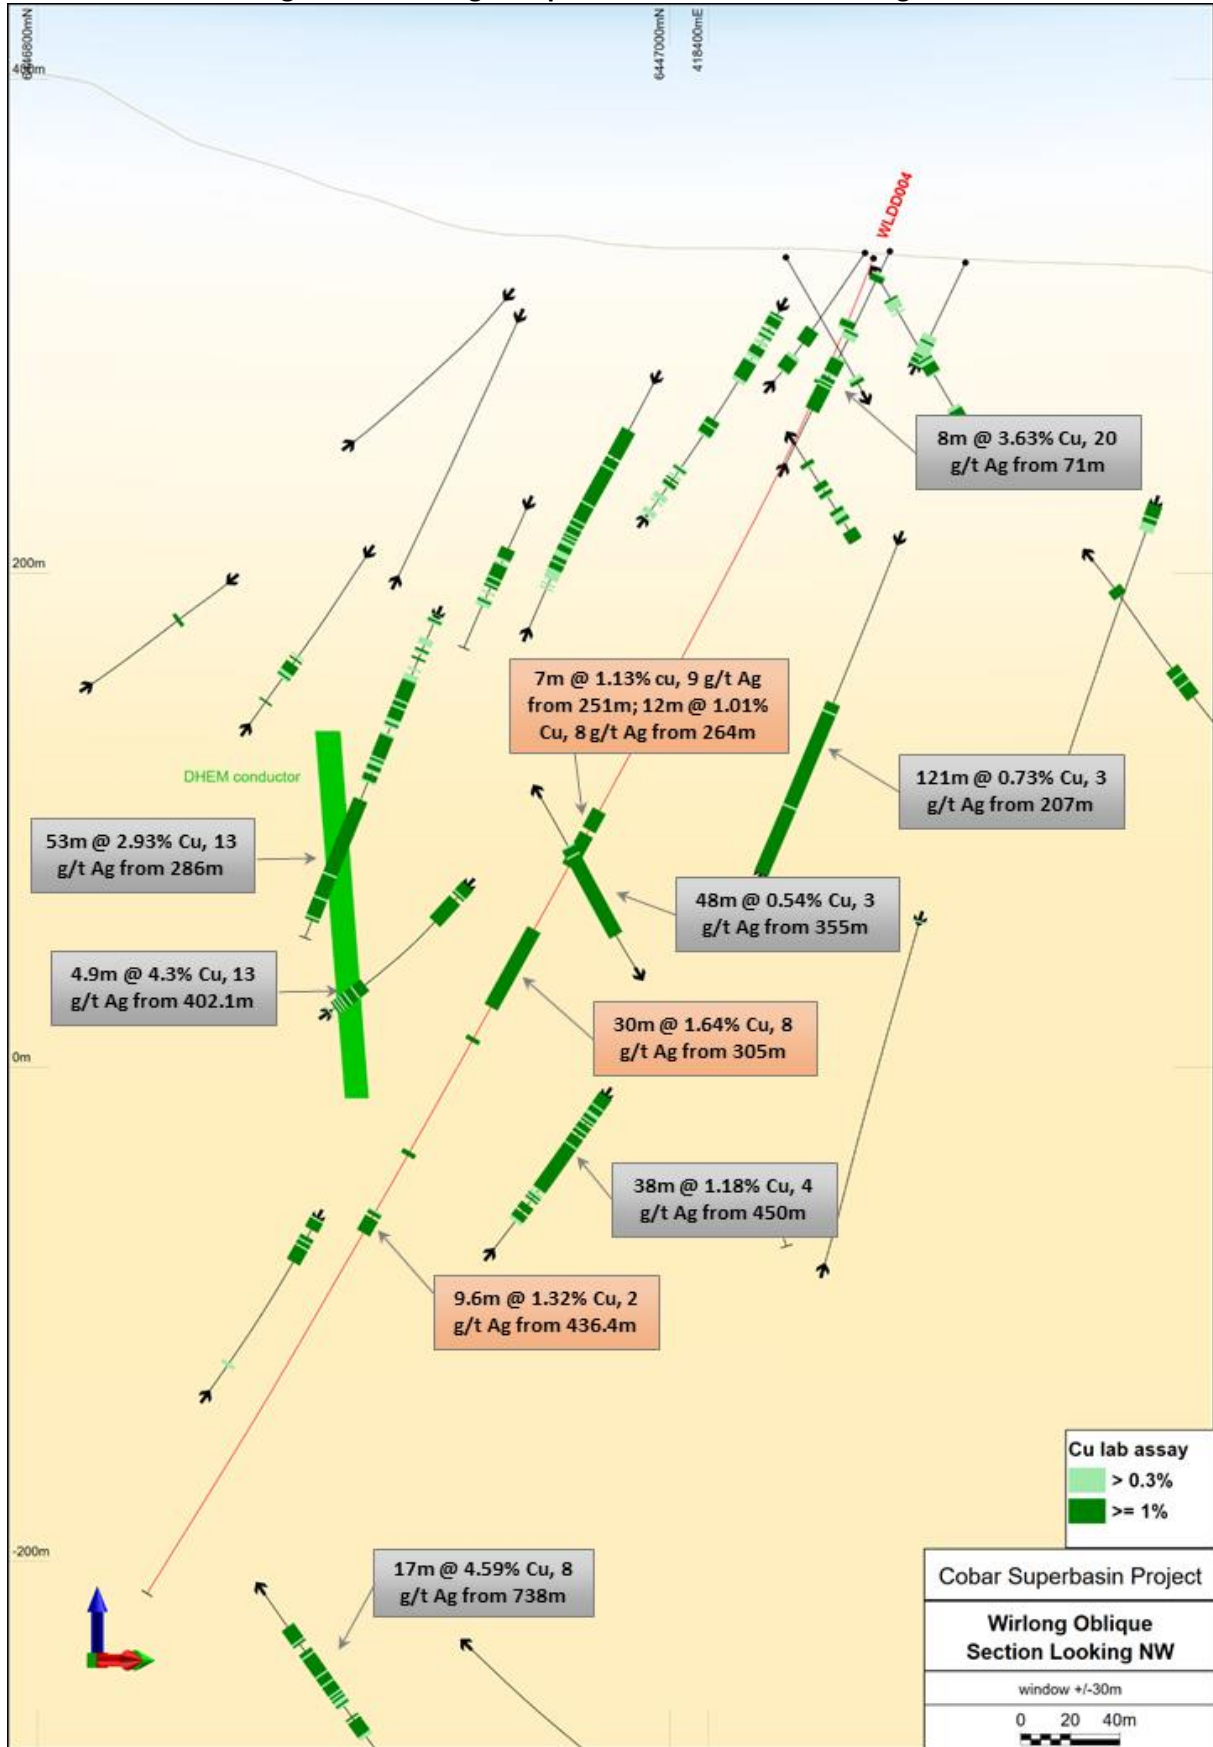 6446800mN
6447000mN
418400mE
400m
WLDD004
8m @ 3.63% Cu, 20
g/t Ag from 71m
200m
7m @ 1.13% cu, 9 g/t Ag
from 251m; 12m @ 1.01%
Cu, 8 g/t Ag from 264m
DHEM conductor
121m @ 0.73% Cu, 3
g/t Ag from 207m
53m @ 2.93% Cu, 13
g/t Ag from 286m
48m @ 0.54% Cu, 3
g/t Ag from 355m
4.9m @ 4.3% Cu, 13
g/t Ag from 402.1m
30m @ 1.64% Cu, 8
g/t Ag from 305m
0m
38m @ 1.18% Cu, 4
g/t Ag from 450m
9.6m @ 1.32% Cu, 2
g/t Ag from 436.4m
Cu lab assay
> 0.3%
>= 1%
-200m
17m @ 4.59% Cu, 8
g/t Ag from 738m
Cobar Superbasin Project
Wirlong Oblique
Section Looking NW
window +/-30m
0 20 40m